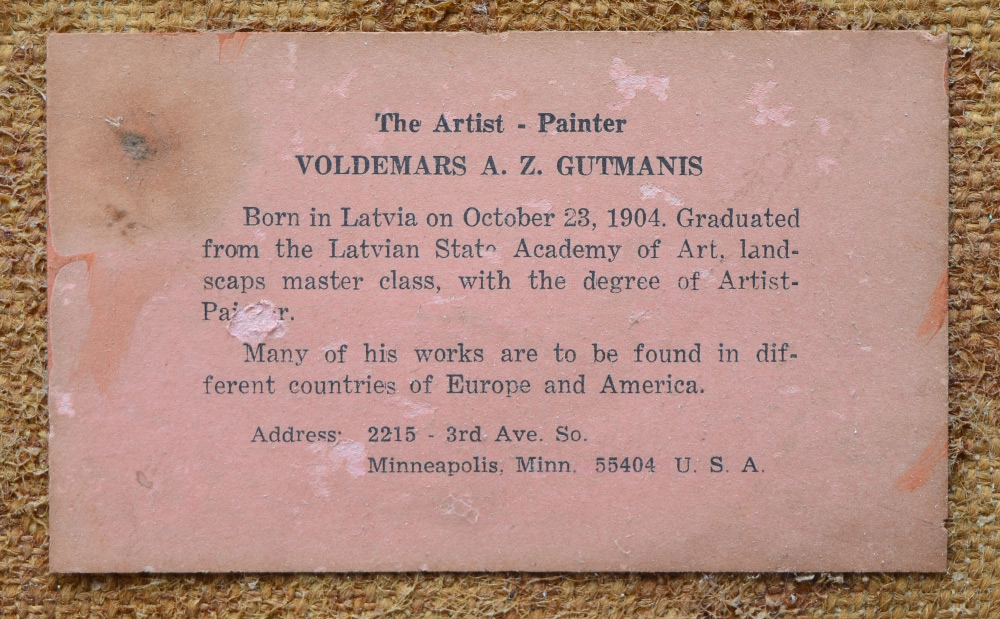 The Artist - Painter
VOLDEMARS A. Z. GUTMANIS
Born in Latvia on October 23, 1904. Graduated
from the Latvian State Academy of Art, land-
scaps master class, with the degree of Artist-
Painter.
Many of his works are to be found in dif-
ferent countries of Europe and America.
Address: 2215 - 3rd Ave. So.
Minneapolis, Minn. 55404 U. S. A.